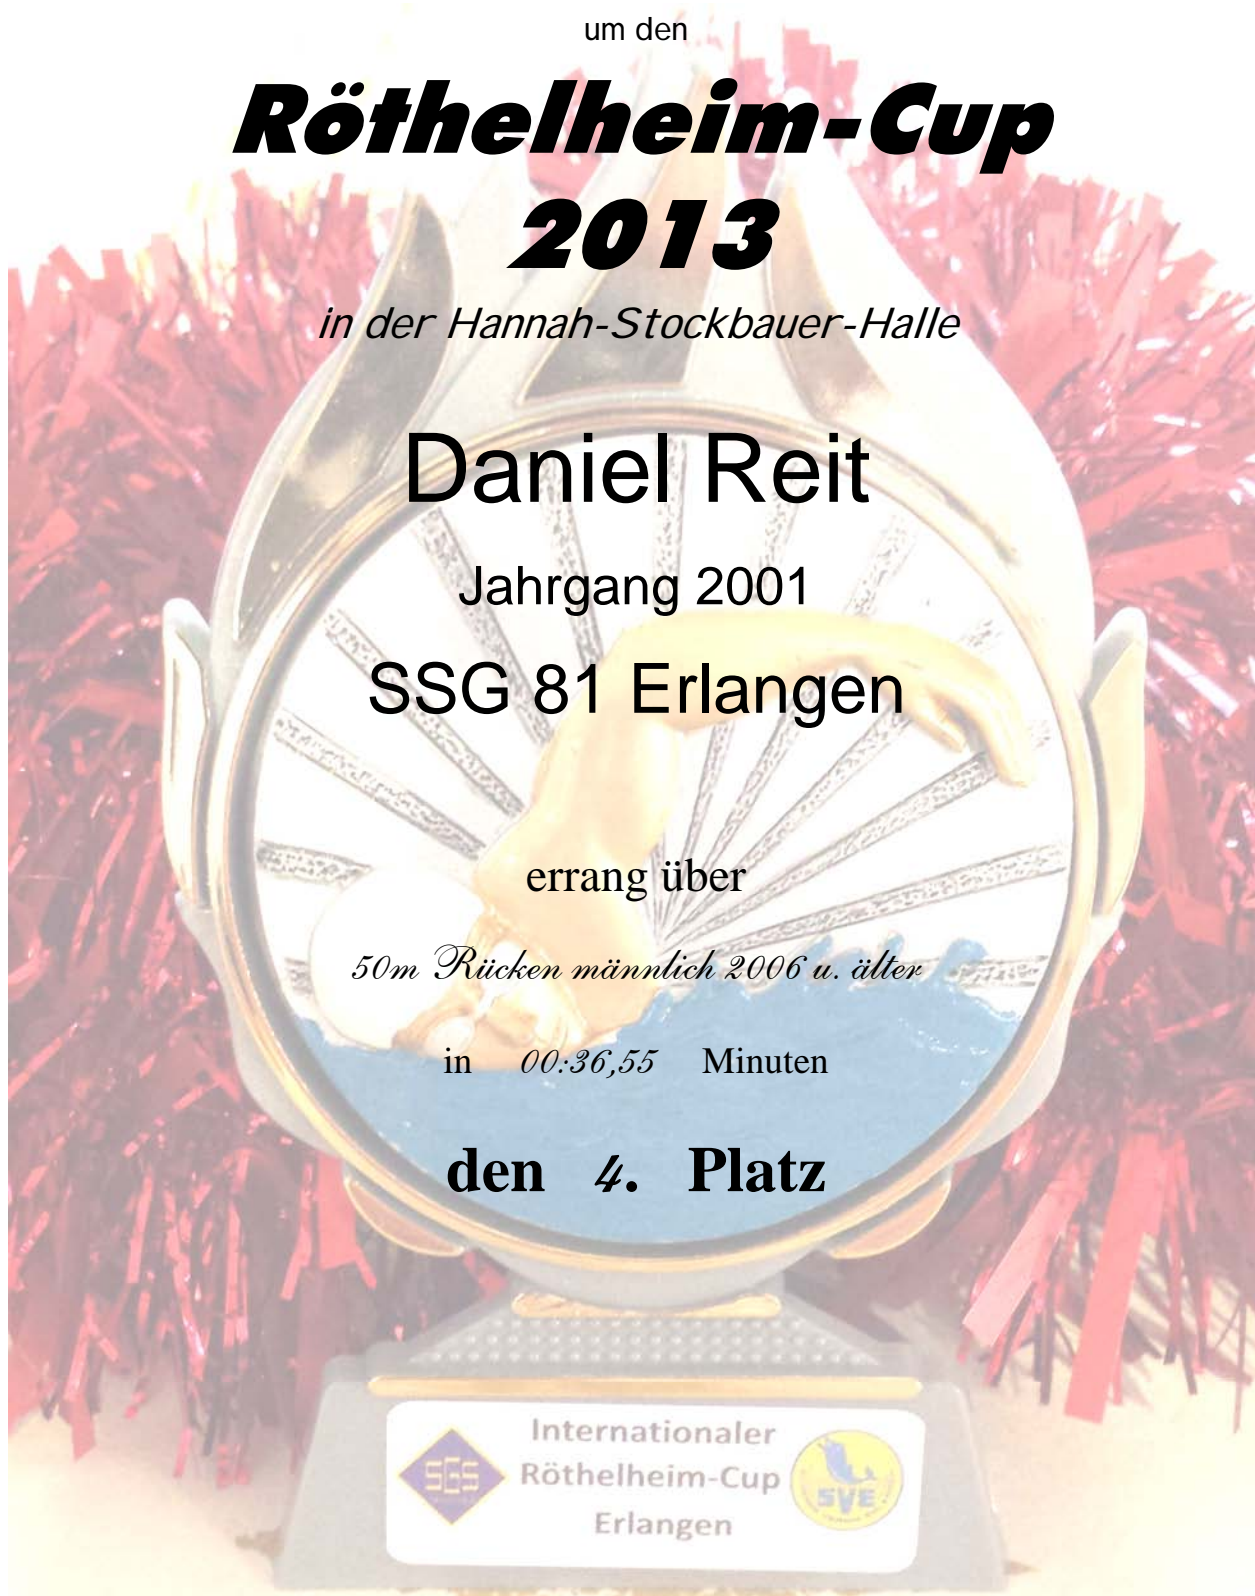 um den
Röthelheim-Cup
2013
in der Hannah-Stockbauer-Halle
Daniel Reit
Jahrgang 2001
SSG 81 Erlangen
errang über
50m Rücken männlich 2006 u. älter
in 00:36,55 Minuten
den 4. Platz
Internationaler
SGS Röthelheim-Cup
SVE
Erlangen